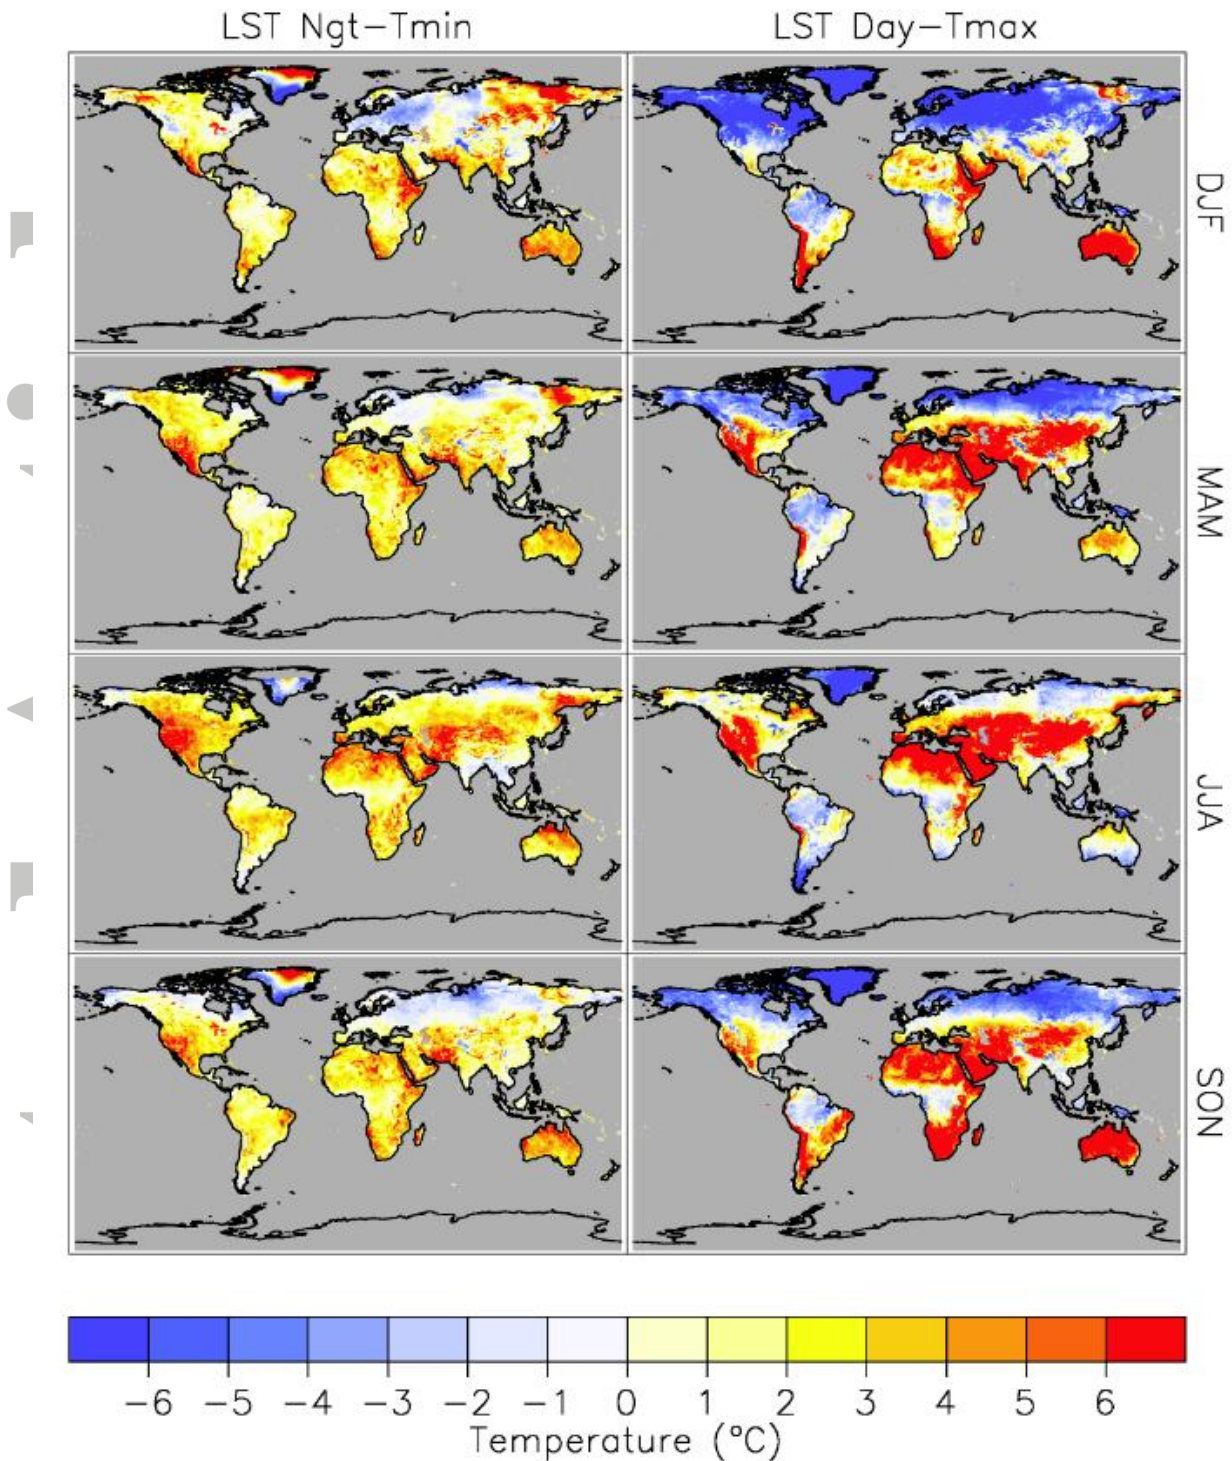 LST Ngt-Tmin LST Day-Tmax
DJF
MAM
JJA
SON
-6 -5 -4 -3 -2 -1 0 1 2 3 4 5 6
Temperature (°C)